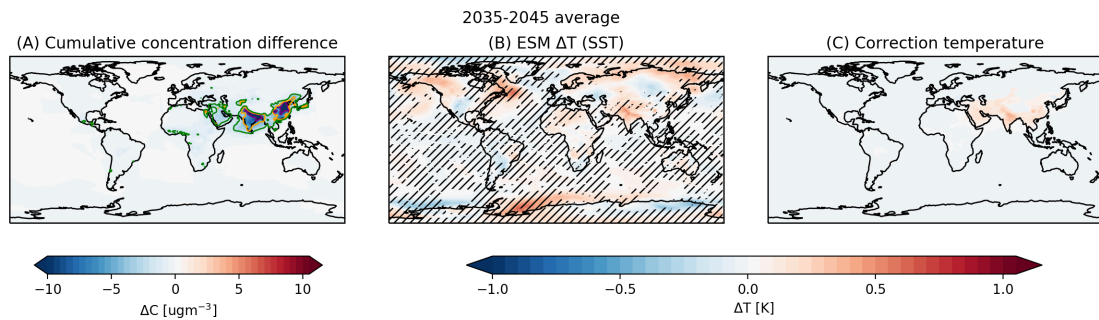 2035-2045 average
(A) Cumulative concentration difference
(B) ESM ΔT (SST)
(C) Correction temperature
−10 −5 0 5 10
ΔC [ugm⁻³]
−1.0 −0.5 0.0 0.5 1.0
ΔT [K]